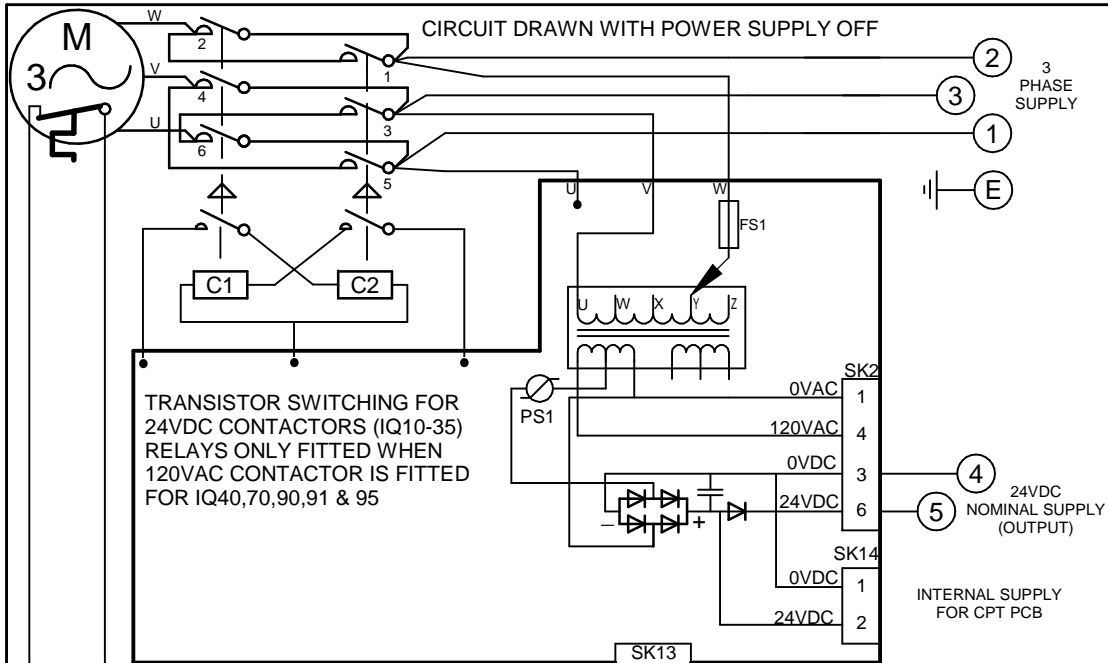 CIRCUIT DRAWN WITH POWER SUPPLY OFF
W
M
3
V
U
2
1
4
3
6
5
2
3
1
E
3
PHASE
SUPPLY
U
V
W
FS1
C1
C2
U
W
X
Y
Z
PS1
TRANSISTOR SWITCHING FOR
24VDC CONTACTORS (IQ10-35)
RELAYS ONLY FITTED WHEN
120VAC CONTACTOR IS FITTED
FOR IQ40,70,90,91 & 95
SK2
0VAC
1
120VAC
4
0VDC
3
24VDC
6
4
5
24VDC
NOMINAL SUPPLY
(OUTPUT)
–
+
SK14
0VDC
1
24VDC
2
INTERNAL SUPPLY
FOR CPT PCB
SK13